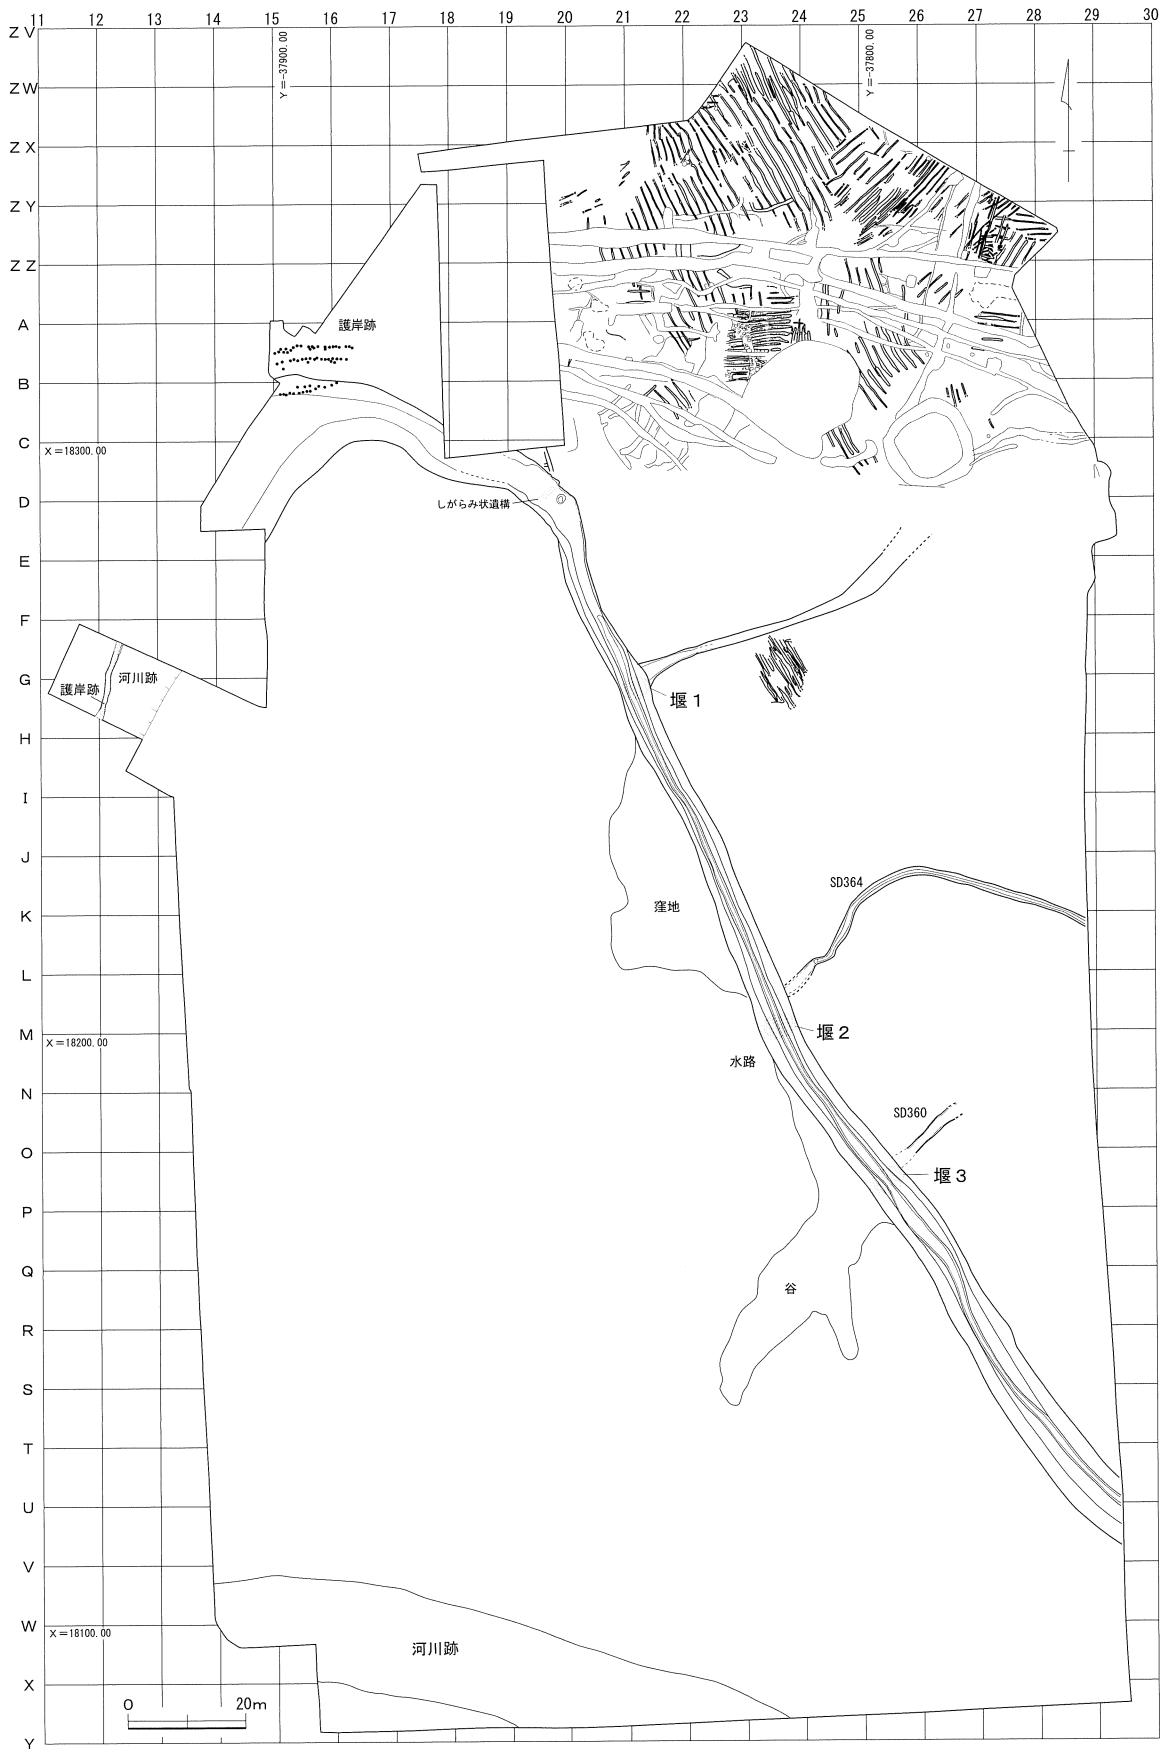 11 12 13 14 15 16 17 18 19 20 21 22 23 24 25 26 27 28 29 30
ZV
Y=-37900.00
Y=-37800.00
ZW
ZX
ZY
ZZ
A
護岸跡
B
C
X=18300.00
D
しがらみ状遺構
E
F
G
護岸跡
河川跡
堰1
H
I
J
SD364
K
窪地
L
M
堰2
X=18200.00
水路
N
SD360
O
堰3
P
Q
谷
R
S
T
U
V
W
X=18100.00
河川跡
X
0 20m
Y